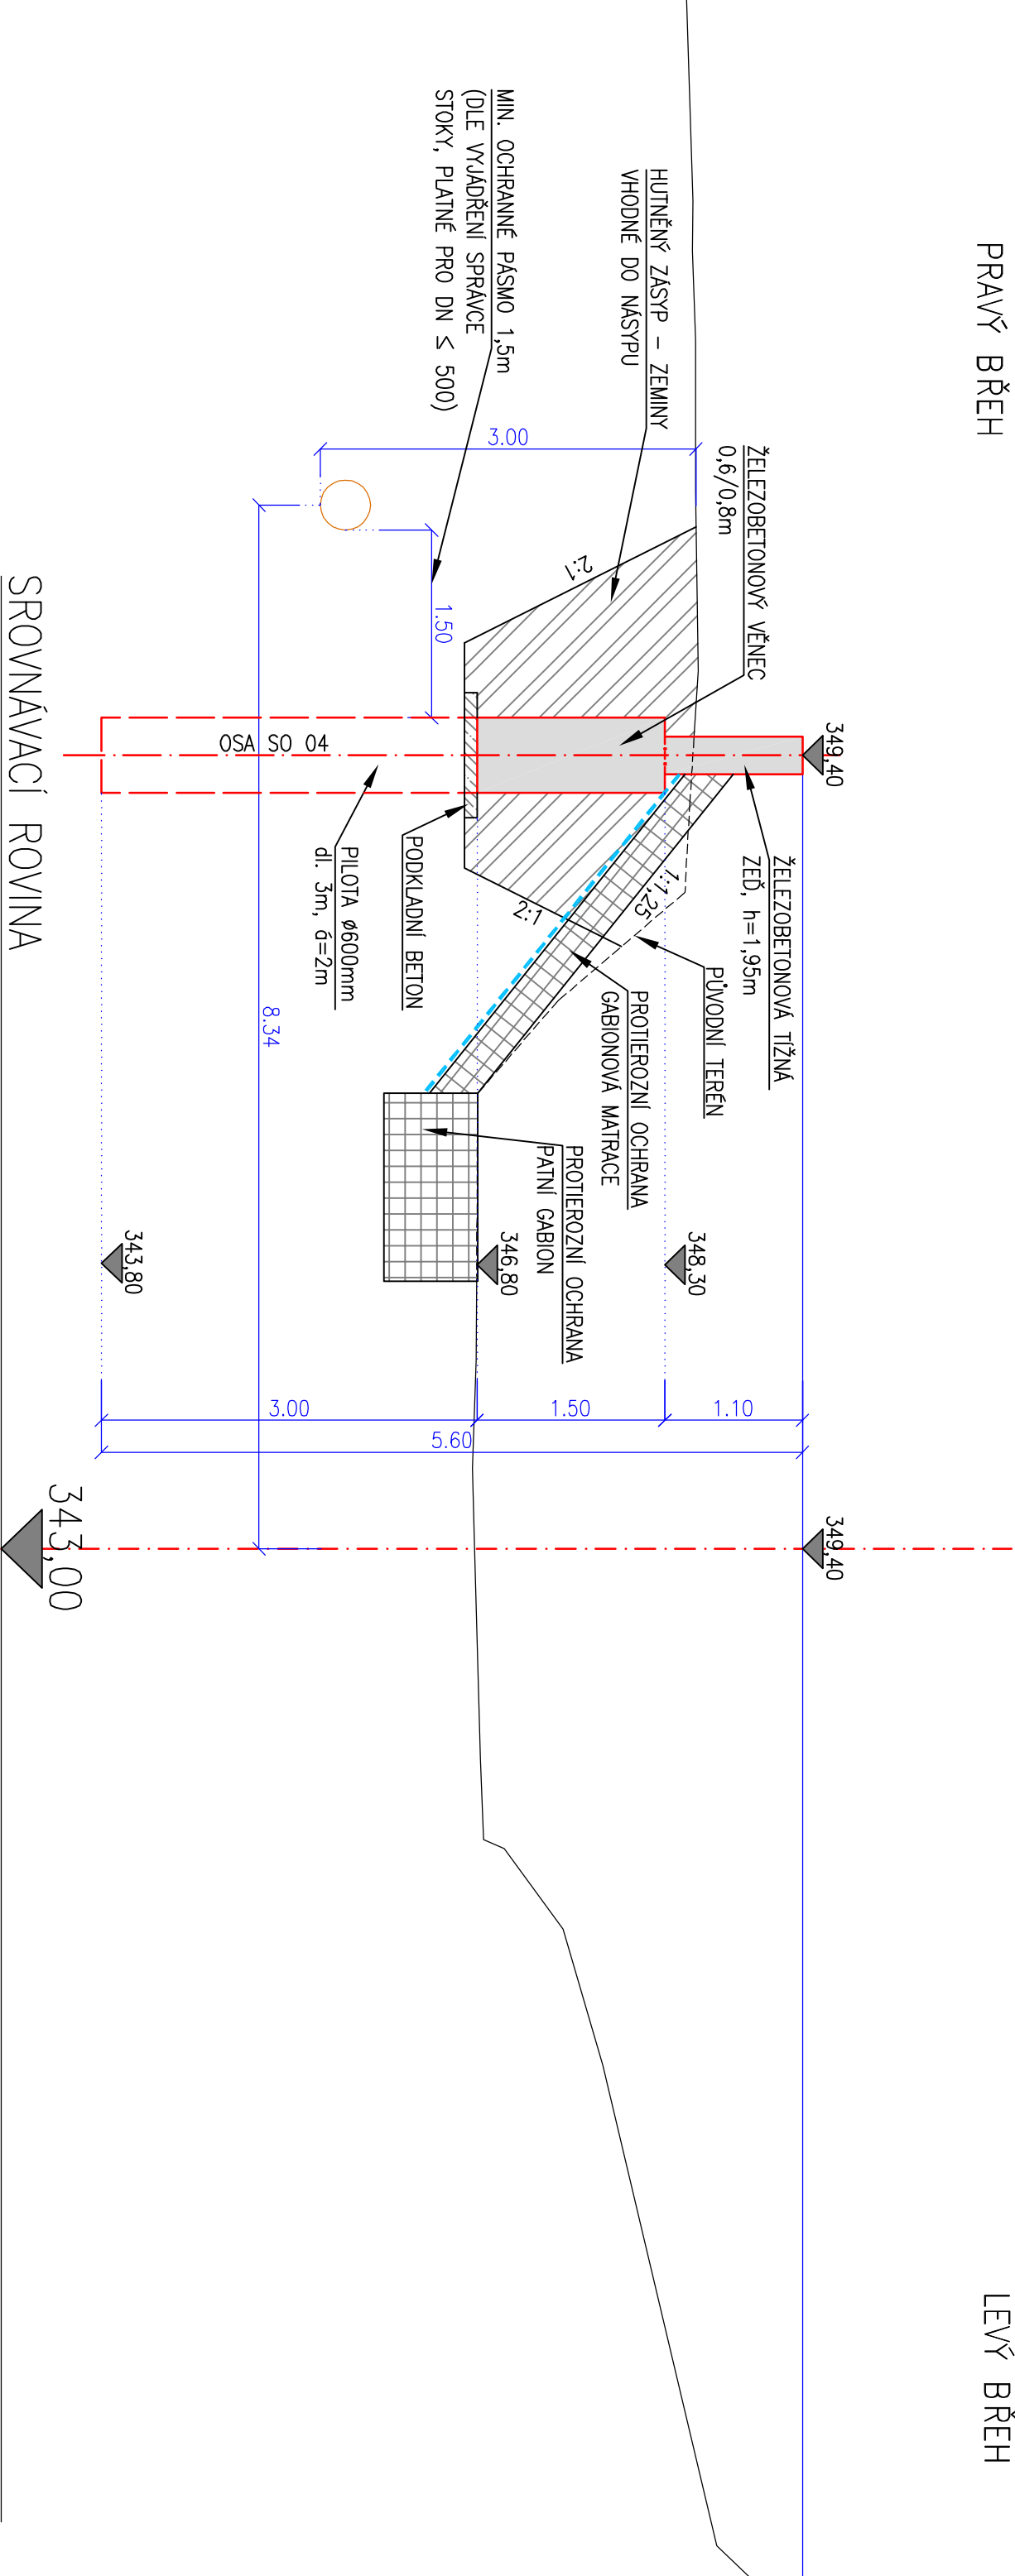 PRAVÝ BŘEH
LEVÝ BŘEH
349,40
349,40
ŽELEZOBETONOVÝ VĚNEC
0,6/0,8m
ŽELEZOBETONOVÁ TÍŽNÁ
ZEĎ, h=1,95m
HUTNĚNÝ ZÁSYP – ZEMINY
VHODNÉ DO NÁSYPU
PŮVODNÍ TERÉN
348,30
1.10
1:1,25
PROTIEROZNÍ OCHRANA
GABIONOVÁ MATRACE
2:1
2:1
PROTIEROZNÍ OCHRANA
PATNÍ GABION
3.00
1.50
346,80
MIN. OCHRANNÉ PÁSMO 1,5m
(DLE VYJÁDŘENÍ SPRÁVCE
STOKY, PLATNÉ PRO DN ≤ 500)
1.50
5.60
PODKLADNÍ BETON
PILOTA ø600mm
dl. 3m, á=2m
OSA SO 04
8.34
3.00
343,80
343,00
SROVNÁVACÍ ROVINA